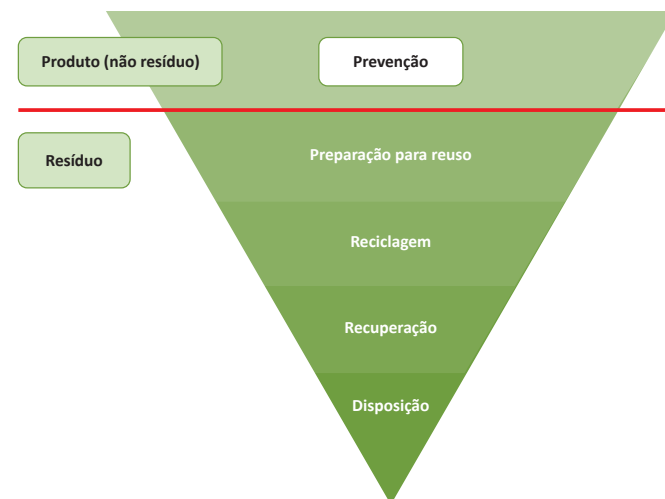 Produto (não resíduo)
Prevenção
Resíduo
Preparação para reuso
Reciclagem
Recuperação
Disposição